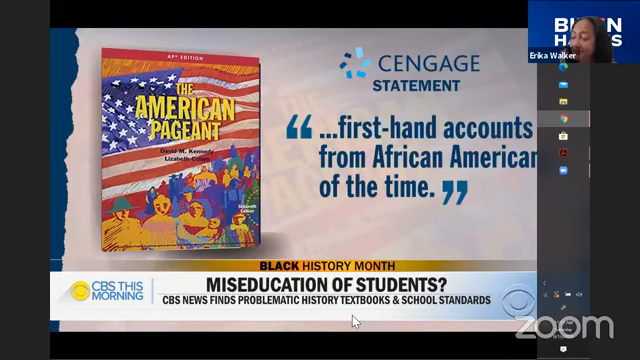 AP® EDITION
THE
AMERICAN
PAGEANT
David M. Kennedy
Lizabeth Cohen
Sixteenth
Edition
CENGAGE
STATEMENT
“ ...first-hand accounts
from African American
of the time. ”
BLACK HISTORY MONTH
CBS THIS
MORNING
MISEDUCATION OF STUDENTS?
CBS NEWS FINDS PROBLEMATIC HISTORY TEXTBOOKS & SCHOOL STANDARDS
Erika Walker
zoom